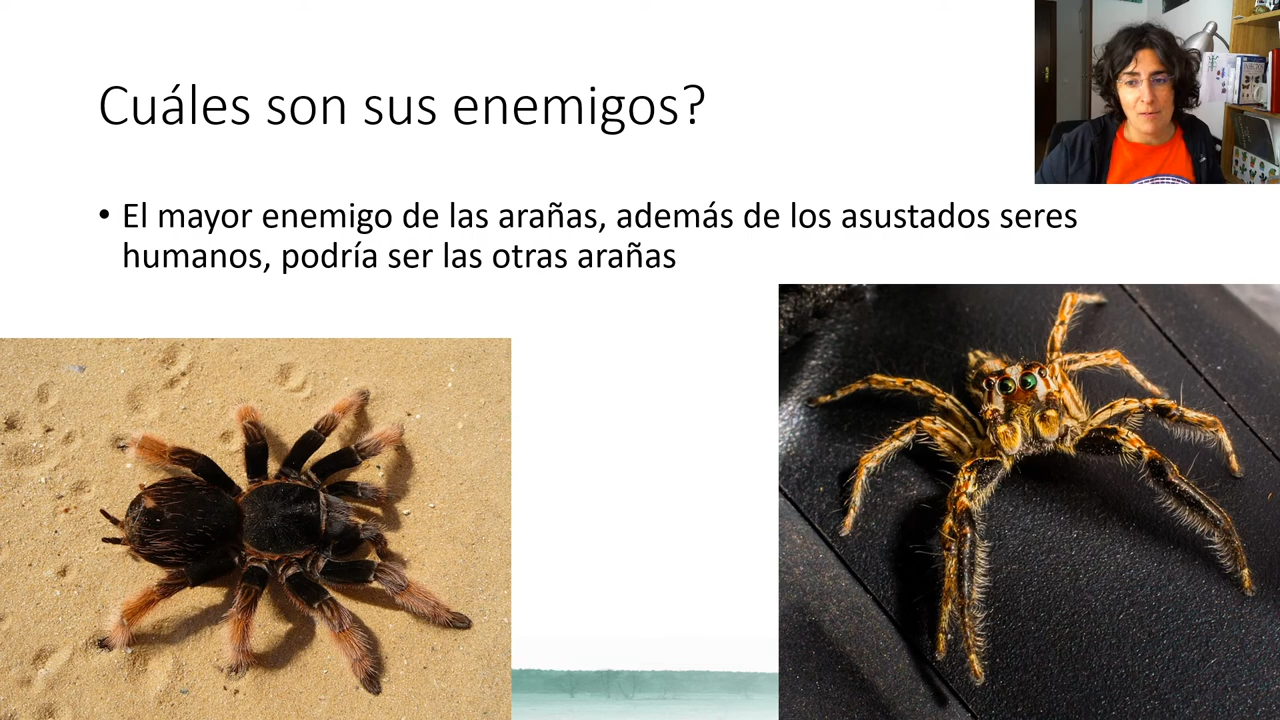 Cuáles son sus enemigos?
• El mayor enemigo de las arañas, además de los asustados seres
humanos, podría ser las otras arañas